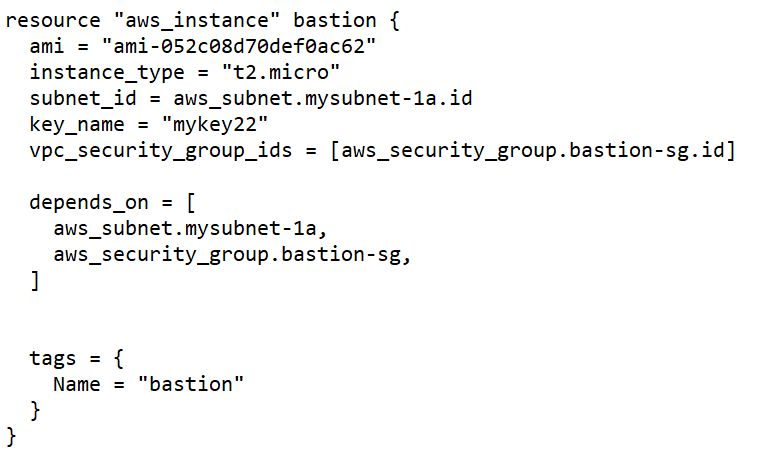 resource "aws_instance" bastion {
  ami = "ami-052c08d70def0ac62"
  instance_type = "t2.micro"
  subnet_id = aws_subnet.mysubnet-1a.id
  key_name = "mykey22"
  vpc_security_group_ids = [aws_security_group.bastion-sg.id]

  depends_on = [
    aws_subnet.mysubnet-1a,
    aws_security_group.bastion-sg,
  ]


  tags = {
    Name = "bastion"
  }
}